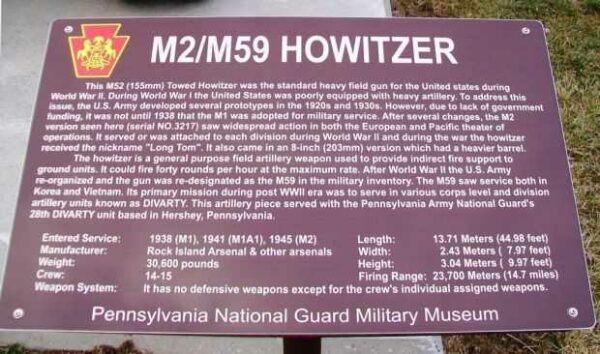 M2/M59 HOWITZER
This M52 (155mm) Towed Howitzer was the standard heavy field gun for the United states during
World War II. During World War I the United States was poorly equipped with heavy artillery. To address this
issue, the U.S. Army developed several prototypes in the 1920s and 1930s. However, due to lack of government
funding, it was not until 1938 that the M1 was adopted for military service. After several changes, the M2
version seen here (serial NO.3217) saw widespread action in both the European and Pacific theater of
operations. It served or was attached to each division during World War II and during the war the howitzer
received the nickname "Long Tom". It also came in an 8-inch (203mm) version which had a heavier barrel.
The howitzer is a general purpose field artillery weapon used to provide indirect fire support to
ground units. It could fire forty rounds per hour at the maximum rate. After World War II the U.S. Army
re-organized and the gun was re-designated as the M59 in the military inventory. The M59 saw service both in
Korea and Vietnam. Its primary mission during post WWII era was to serve in various corps level and division
artillery units known as DIVARTY. This artillery piece served with the Pennsylvania Army National Guard's
28th DIVARTY unit based in Hershey, Pennsylvania.
Entered Service: 1938 (M1), 1941 (M1A1), 1945 (M2) Length: 13.71 Meters (44.98 feet)
Manufacturer: Rock Island Arsenal & other arsenals Width: 2.43 Meters ( 7.97 feet)
Weight: 30,600 pounds Height: 3.04 Meters ( 9.97 feet)
Crew: 14-15 Firing Range: 23,700 Meters (14.7 miles)
Weapon System: It has no defensive weapons except for the crew's individual assigned weapons.
Pennsylvania National Guard Military Museum